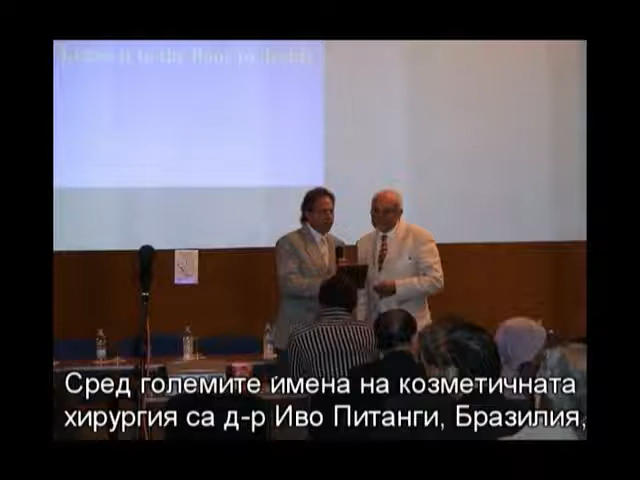 Сред големите имена на козметичната
хирургия са д-р Иво Питанги, Бразилия,